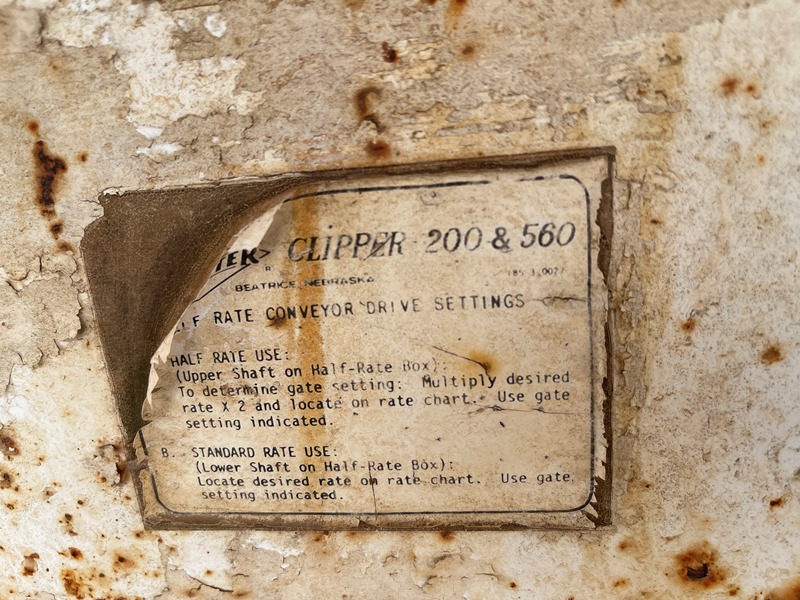 TEK> CLIPPER 200 & 560
R
BEATRICE, NEBRASKA
LF RATE CONVEYOR DRIVE SETTINGS
HALF RATE USE:
(Upper Shaft on Half-Rate Box):
To determine gate setting: Multiply desired
rate X 2 and locate on rate chart. Use gate
setting indicated.
B. STANDARD RATE USE:
(Lower Shaft on Half-Rate Box):
Locate desired rate on rate chart. Use gate
setting indicated.